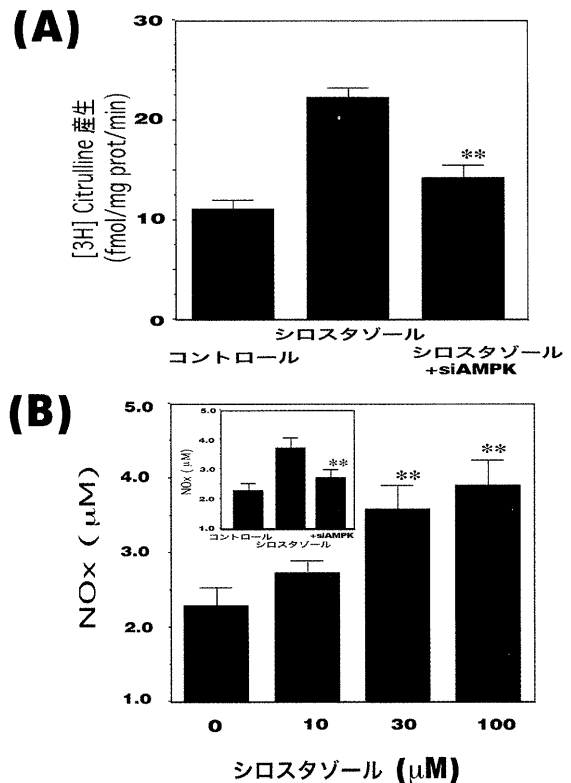 (A)
30
20
10
0
[3H] Citrulline 産生
(fmol/mg prot/min)
**
コントロール
シロスタゾール
シロスタゾール
+siAMPK
(B)
5.0
4.0
3.0
2.0
1.0
NOx ( μM)
5.0
4.0
3.0
2.0
1.0
NOx ( μM)
**
コントロール
+siAMPK
シロスタゾール
**
**
0 10 30 100
シロスタゾール (μM)